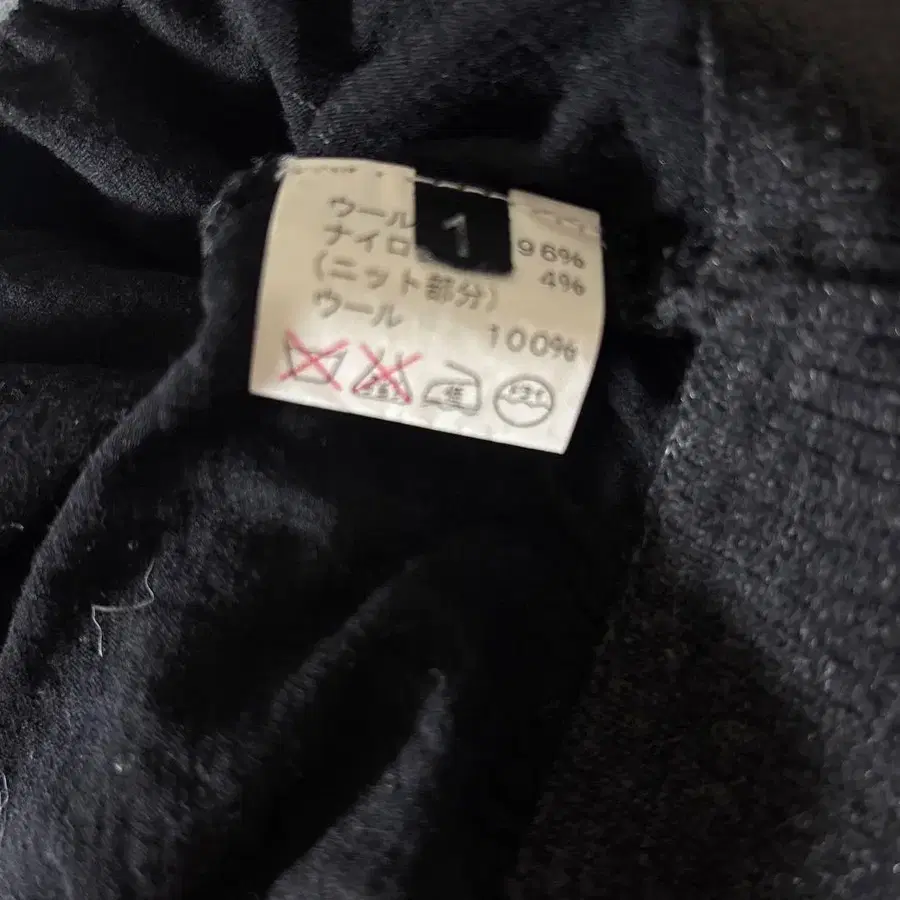 ウール 96%
ナイロ 4%
(ニット部分)
ウール 100%
1